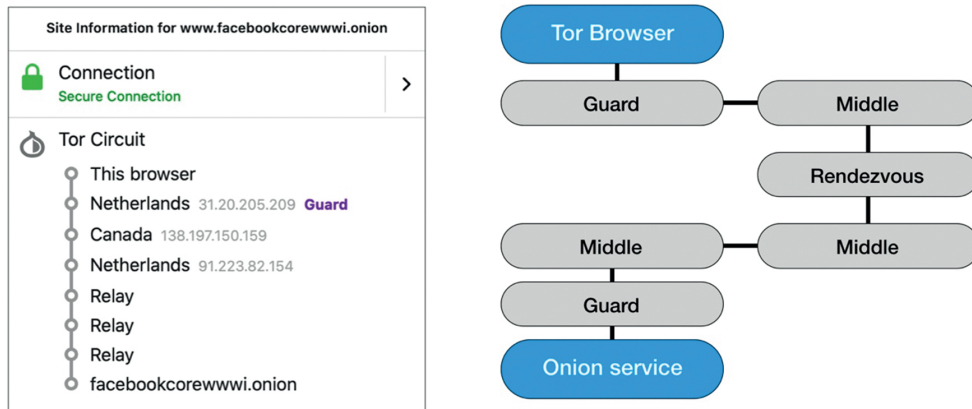 Site Information for www.facebookcorewwwi.onion
Connection
Secure Connection
Tor Circuit
This browser
Netherlands 31.20.205.209 Guard
Canada 138.197.150.159
Netherlands 91.223.82.154
Relay
Relay
Relay
facebookcorewwwi.onion
Tor Browser
Guard
Middle
Rendezvous
Middle
Middle
Guard
Onion service